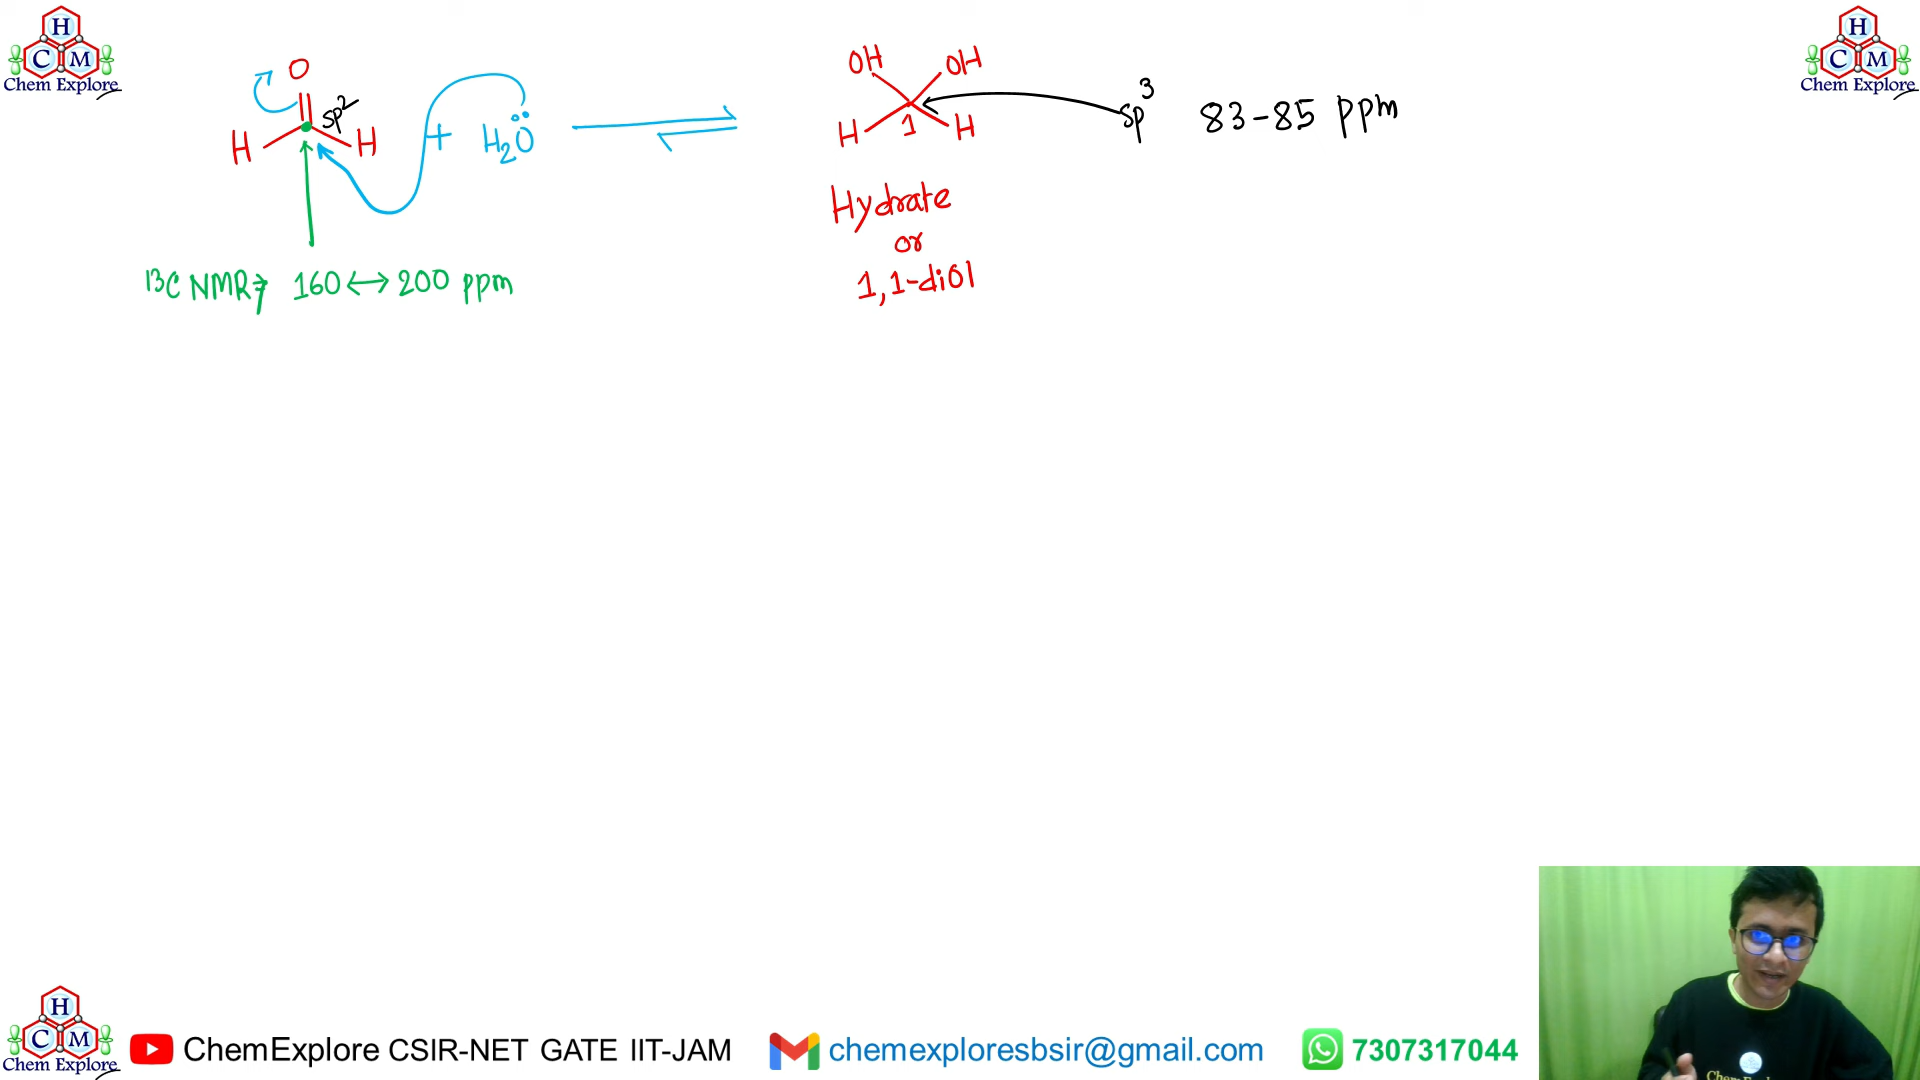 H
C M
Chem Explore
H
C M
Chem Explore
O
sp²
H H + H₂Ö
OH OH
H 1 H
sp³ 83-85 ppm
Hydrate
or
1,1-diol
13C NMR⇒ 160 ↔ 200 ppm
H
C M
Chem Explore
ChemExplore CSIR-NET GATE IIT-JAM
chemexploresbsir@gmail.com
7307317044